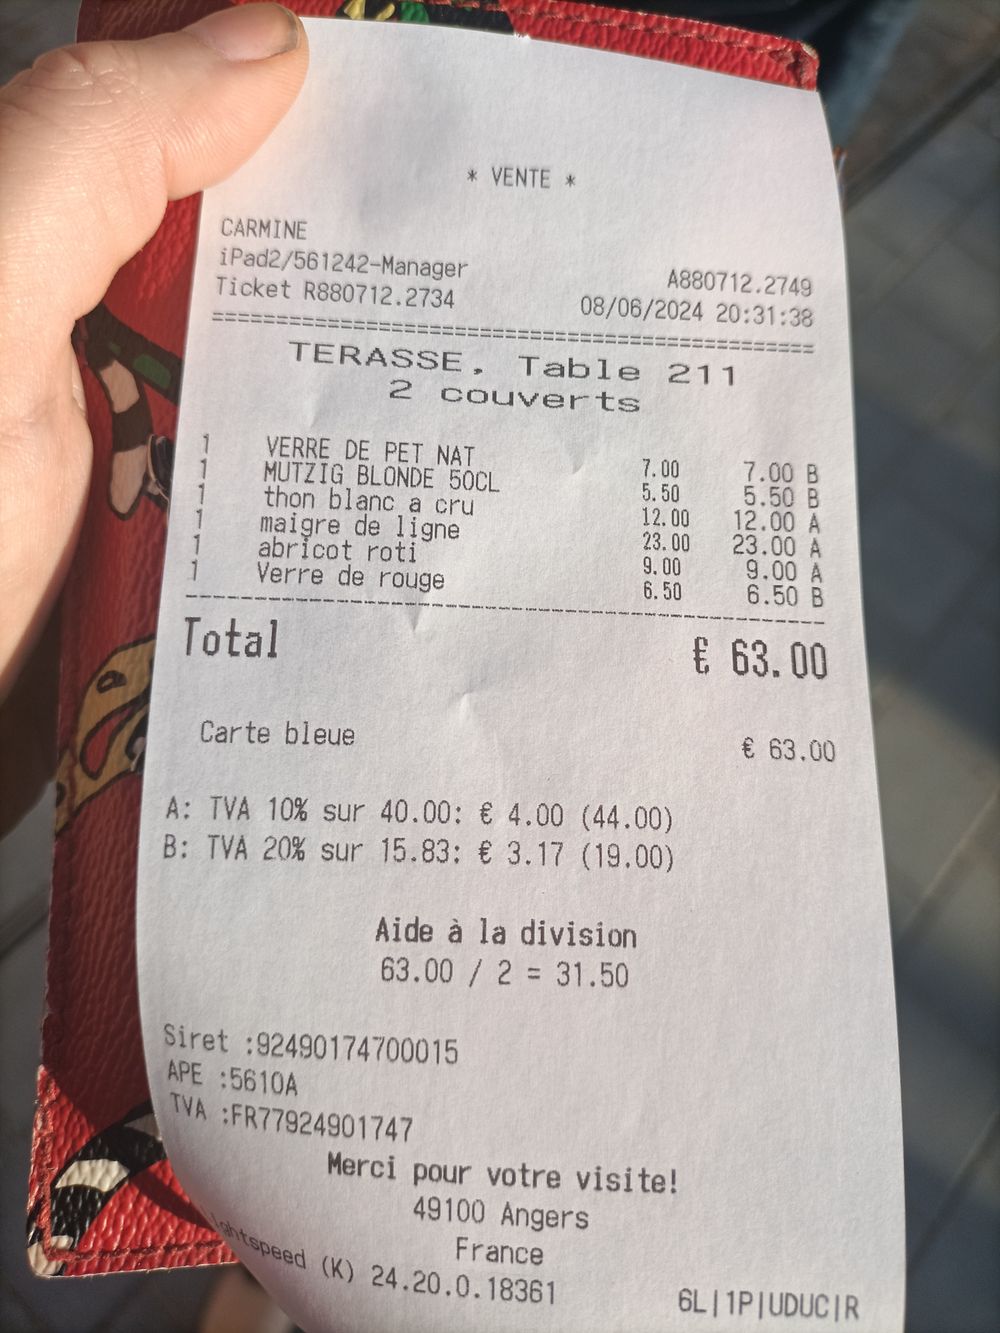 * VENTE *
CARMINE
iPad2/561242-Manager
A880712.2749
Ticket R880712.2734 08/06/2024 20:31:38
==================================================
TERASSE, Table 211
2 couverts
1 VERRE DE PET NAT 7.00 7.00 B
1 MUTZIG BLONDE 50CL 5.50 5.50 B
1 thon blanc a cru 12.00 12.00 A
1 maigre de ligne 23.00 23.00 A
1 abricot roti 9.00 9.00 A
1 Verre de rouge 6.50 6.50 B
--------------------------------------------------
Total € 63.00
Carte bleue € 63.00
A: TVA 10% sur 40.00: € 4.00 (44.00)
B: TVA 20% sur 15.83: € 3.17 (19.00)
Aide à la division
63.00 / 2 = 31.50
Siret :92490174700015
APE :5610A
TVA :FR77924901747
Merci pour votre visite!
49100 Angers
France
Lightspeed (K) 24.20.0.18361 6L|1P|UDUC|R